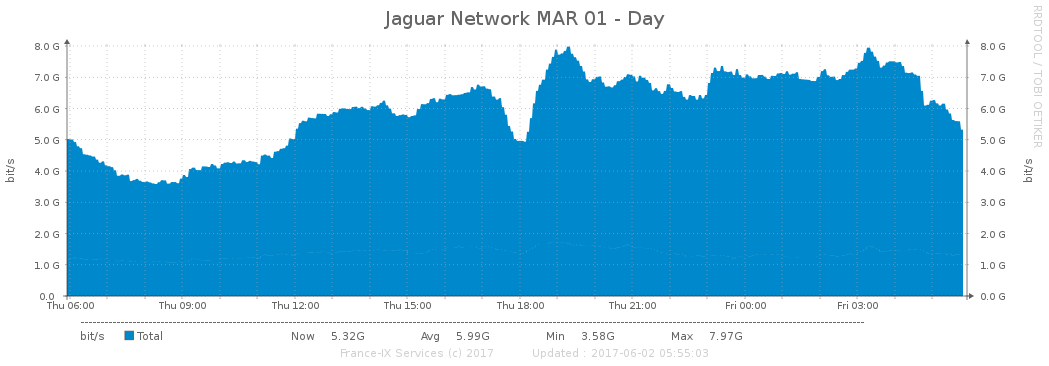 Jaguar Network MAR 01 - Day
RRDTOOL / TOBI OETIKER
8.0 G 8.0 G
7.0 G 7.0 G
6.0 G 6.0 G
5.0 G 5.0 G
4.0 G 4.0 G
3.0 G 3.0 G
2.0 G 2.0 G
1.0 G 1.0 G
0.0 0.0 G
bit/s bit/s
Thu 06:00 Thu 09:00 Thu 12:00 Thu 15:00 Thu 18:00 Thu 21:00 Fri 00:00 Fri 03:00
bit/s Total Now 5.32G Avg 5.99G Min 3.58G Max 7.97G
France-IX Services (c) 2017 Updated : 2017-06-02 05:55:03